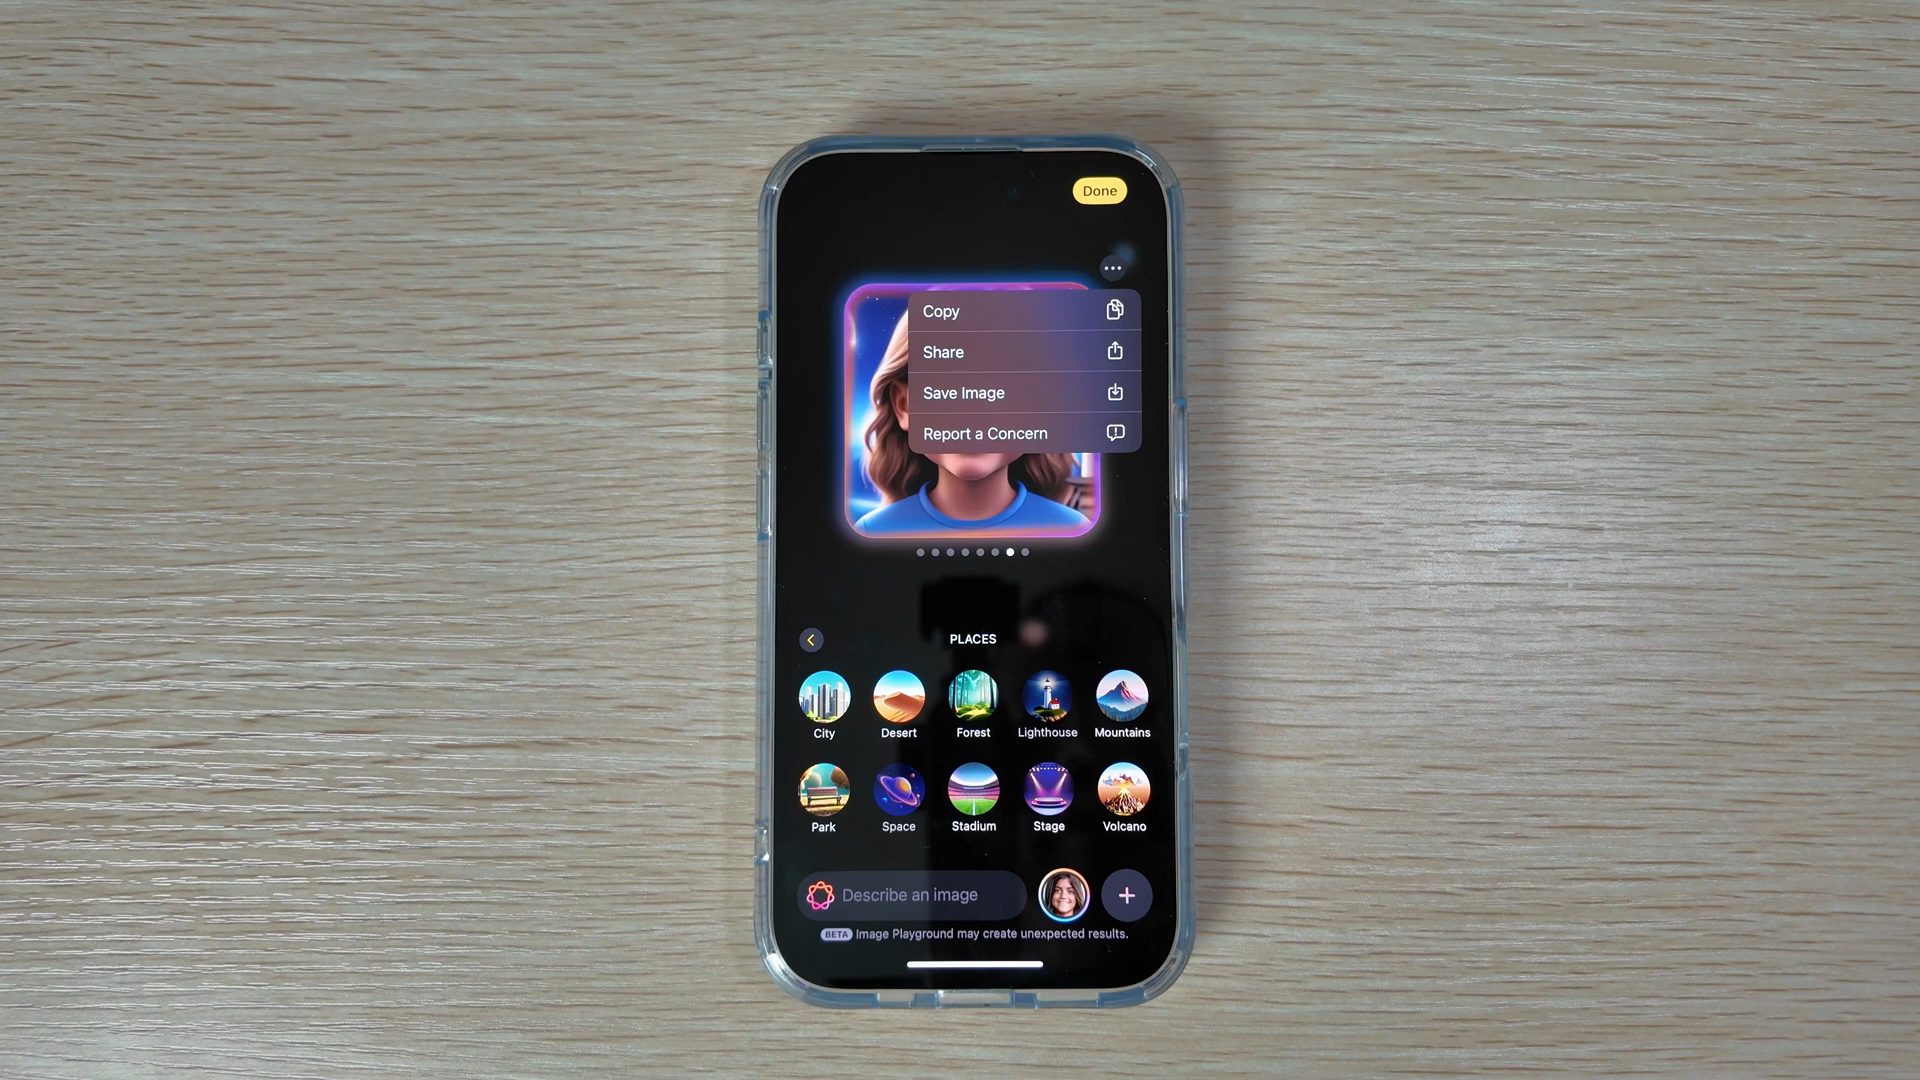 Done
Copy
Share
Save Image
Report a Concern
PLACES
City
Desert
Forest
Lighthouse
Mountains
Park
Space
Stadium
Stage
Volcano
Describe an image
BETA Image Playground may create unexpected results.